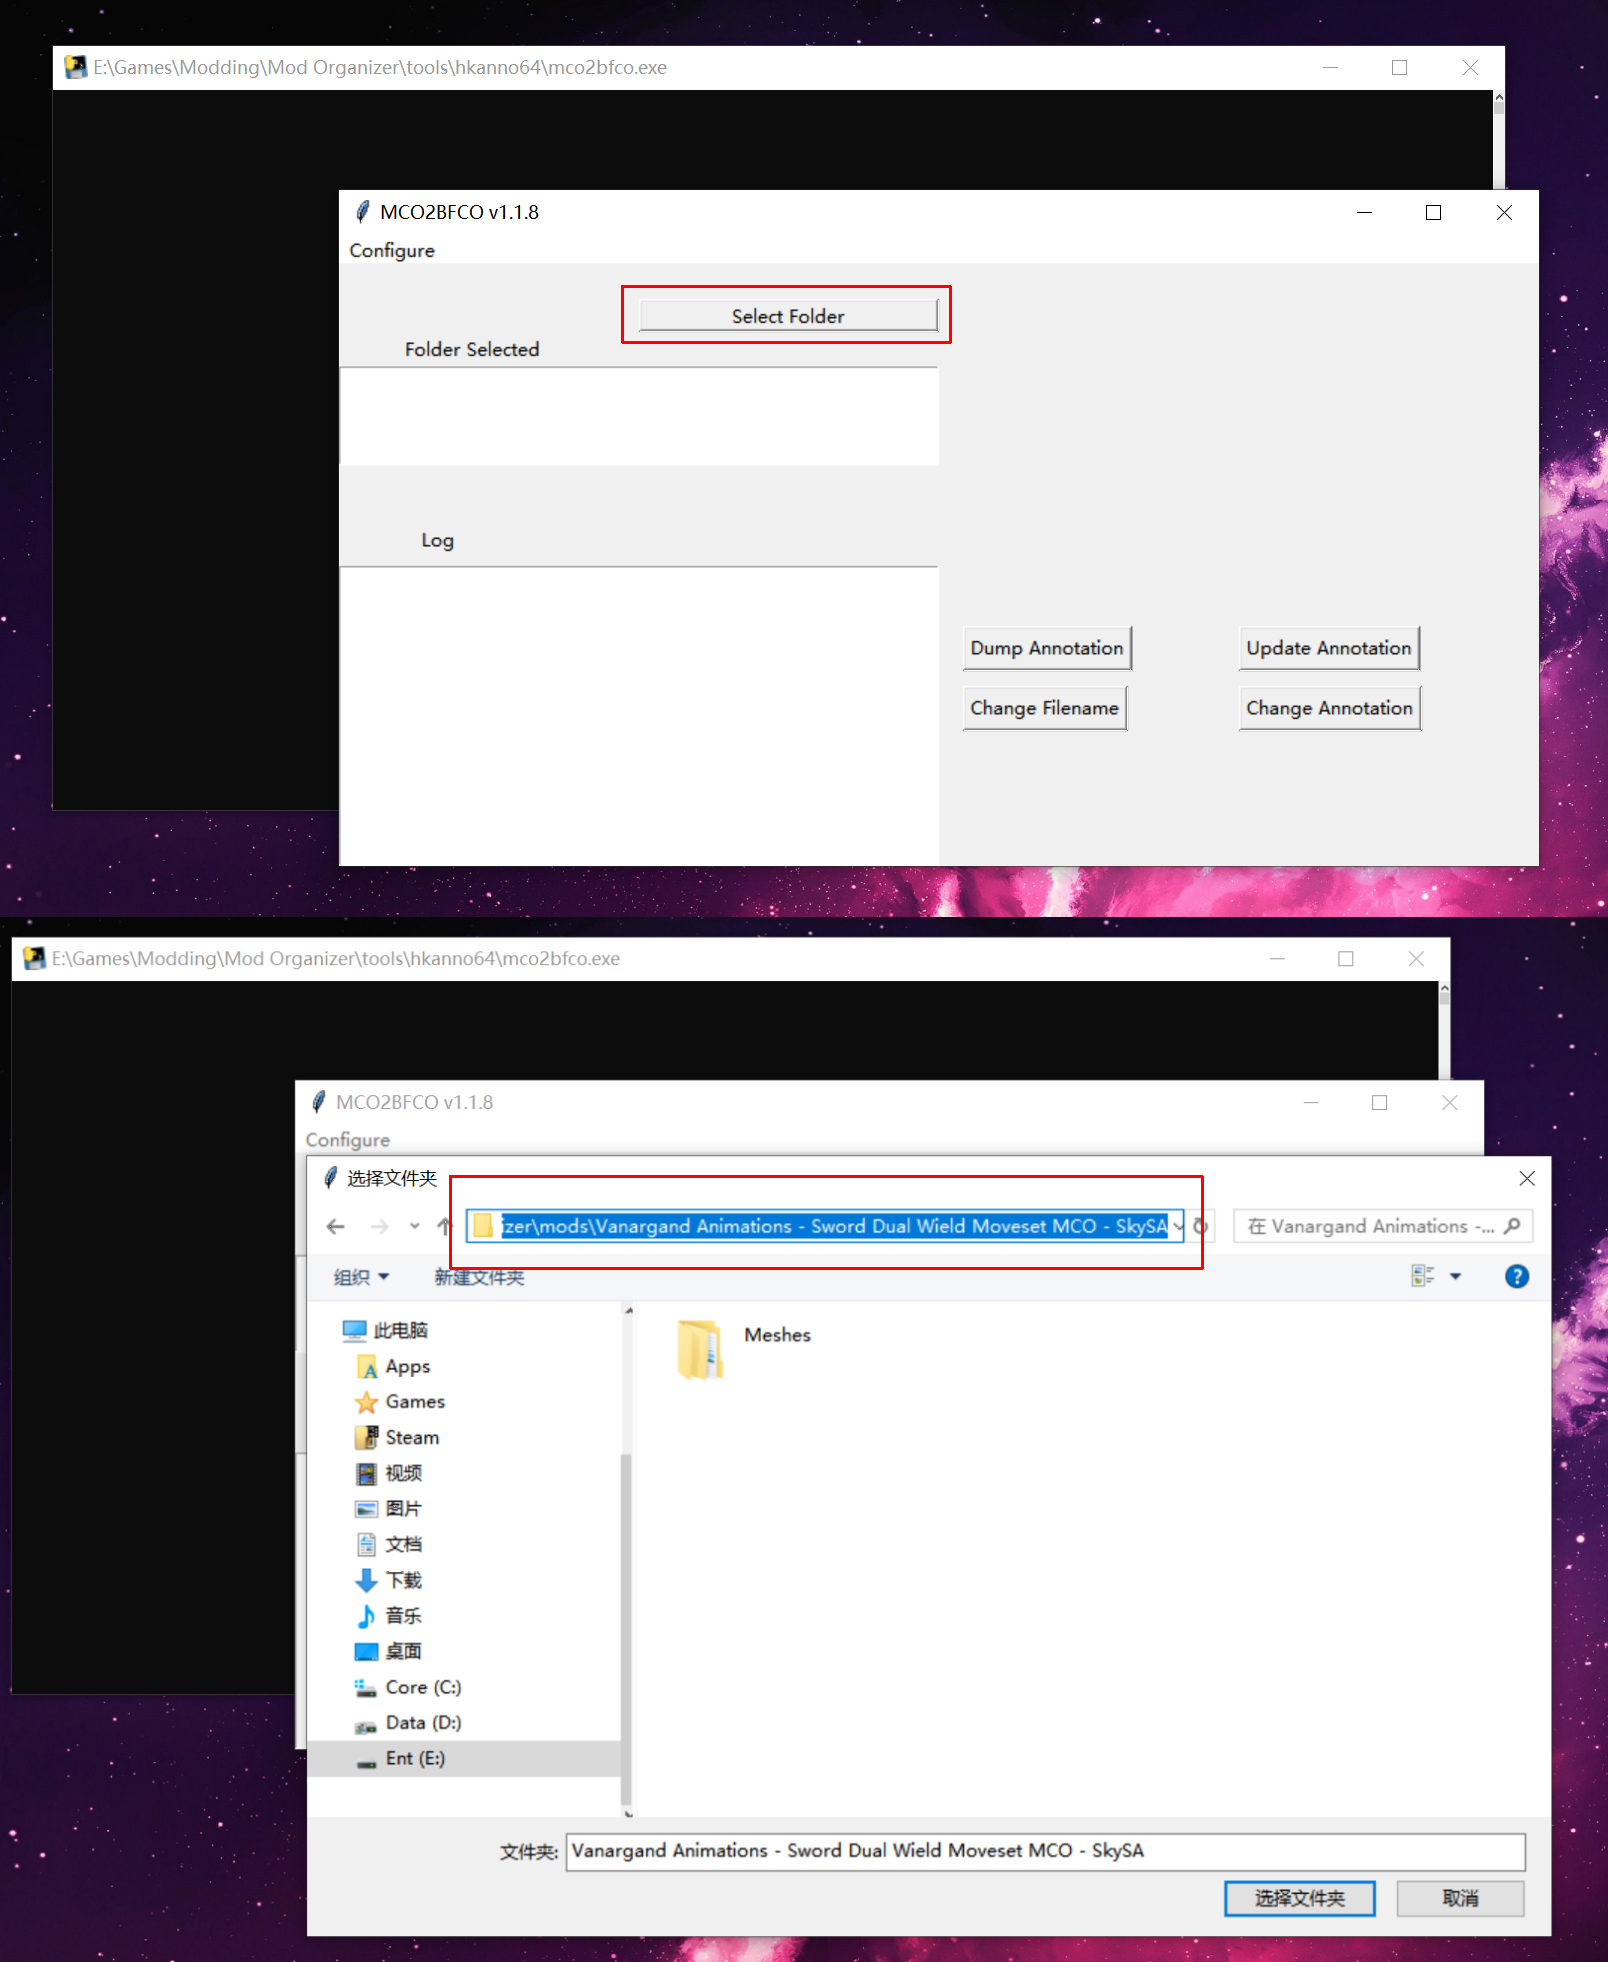 E:\Games\Modding\Mod Organizer\tools\hkanno64\mco2bfco.exe
MCO2BFCO v1.1.8
Configure
Select Folder
Folder Selected
Log
Dump Annotation
Update Annotation
Change Filename
Change Annotation
E:\Games\Modding\Mod Organizer\tools\hkanno64\mco2bfco.exe
MCO2BFCO v1.1.8
Configure
选择文件夹
izer\mods\Vanargand Animations - Sword Dual Wield Moveset MCO - SkySA
在 Vanargand Animations -...
组织
新建文件夹
此电脑
Apps
Games
Steam
视频
图片
文档
下载
音乐
桌面
Core (C:)
Data (D:)
Ent (E:)
Meshes
文件夹:
Vanargand Animations - Sword Dual Wield Moveset MCO - SkySA
选择文件夹
取消